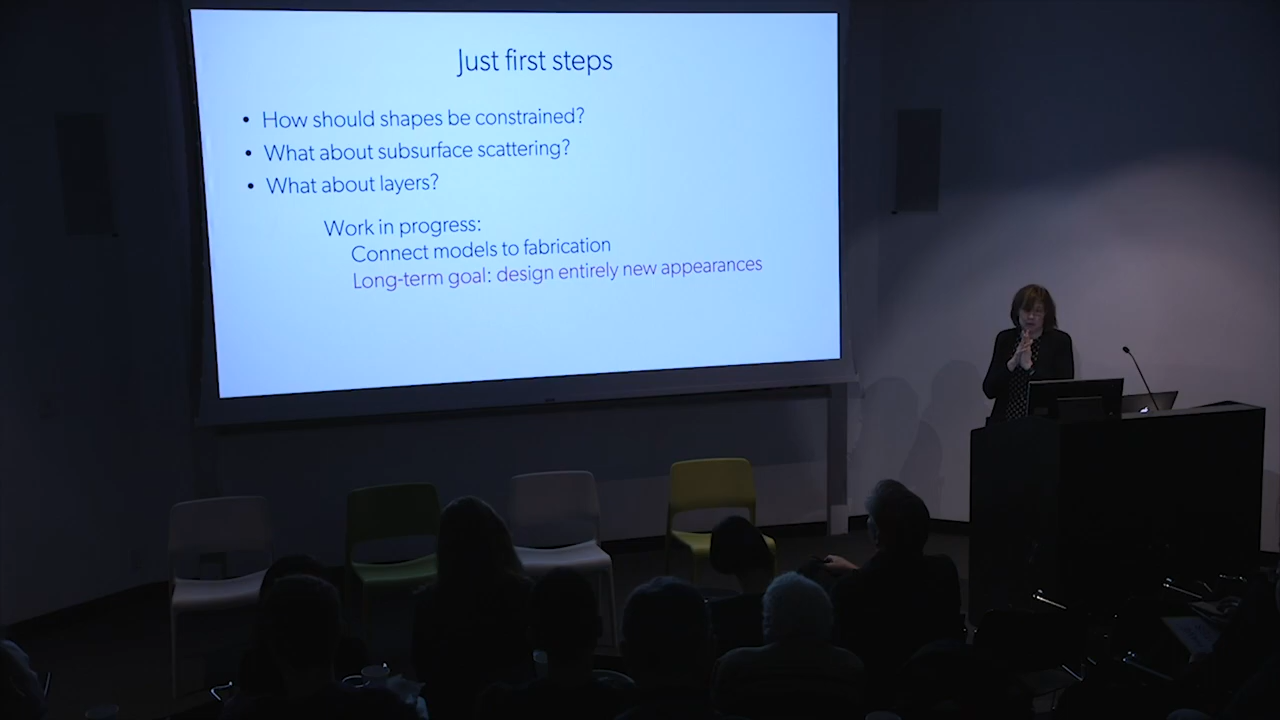 Just first steps
• How should shapes be constrained?
• What about subsurface scattering?
• What about layers?
Work in progress:
Connect models to fabrication
Long-term goal: design entirely new appearances